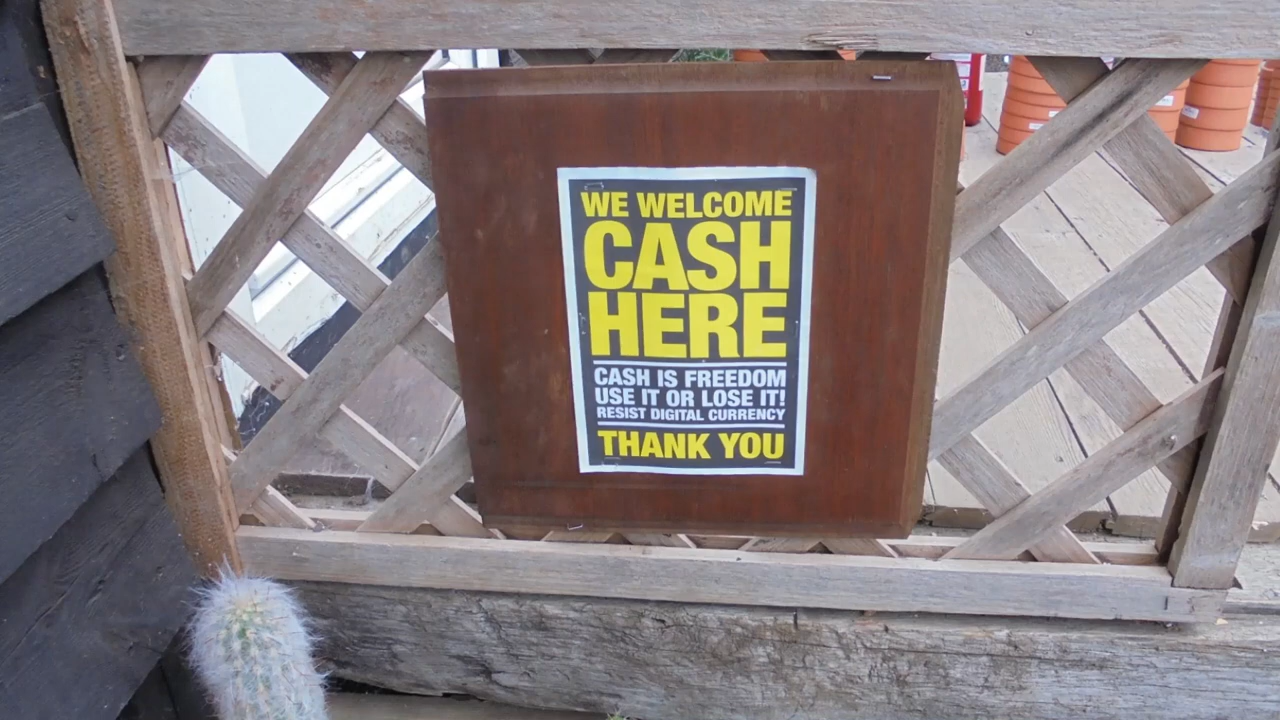 WE WELCOME
CASH
HERE
CASH IS FREEDOM
USE IT OR LOSE IT!
RESIST DIGITAL CURRENCY
THANK YOU